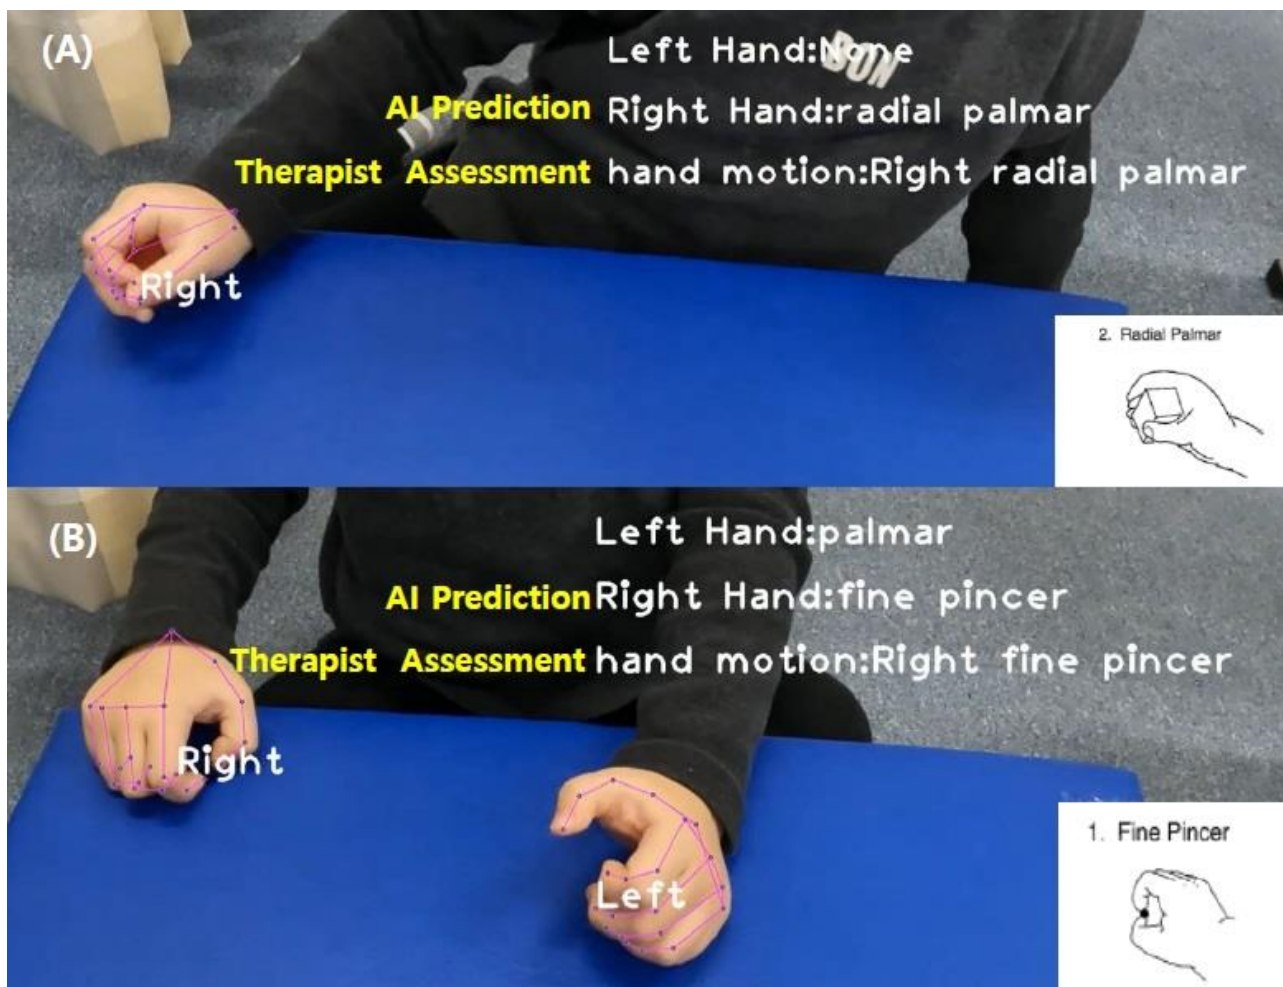 (A)
Left Hand:None
AI Prediction Right Hand:radial palmar
Therapist Assessment hand motion:Right radial palmar
Right
2. Radial Palmar
(B)
Left Hand:palmar
AI Prediction Right Hand:fine pincer
Therapist Assessment hand motion:Right fine pincer
Right
Left
1. Fine Pincer